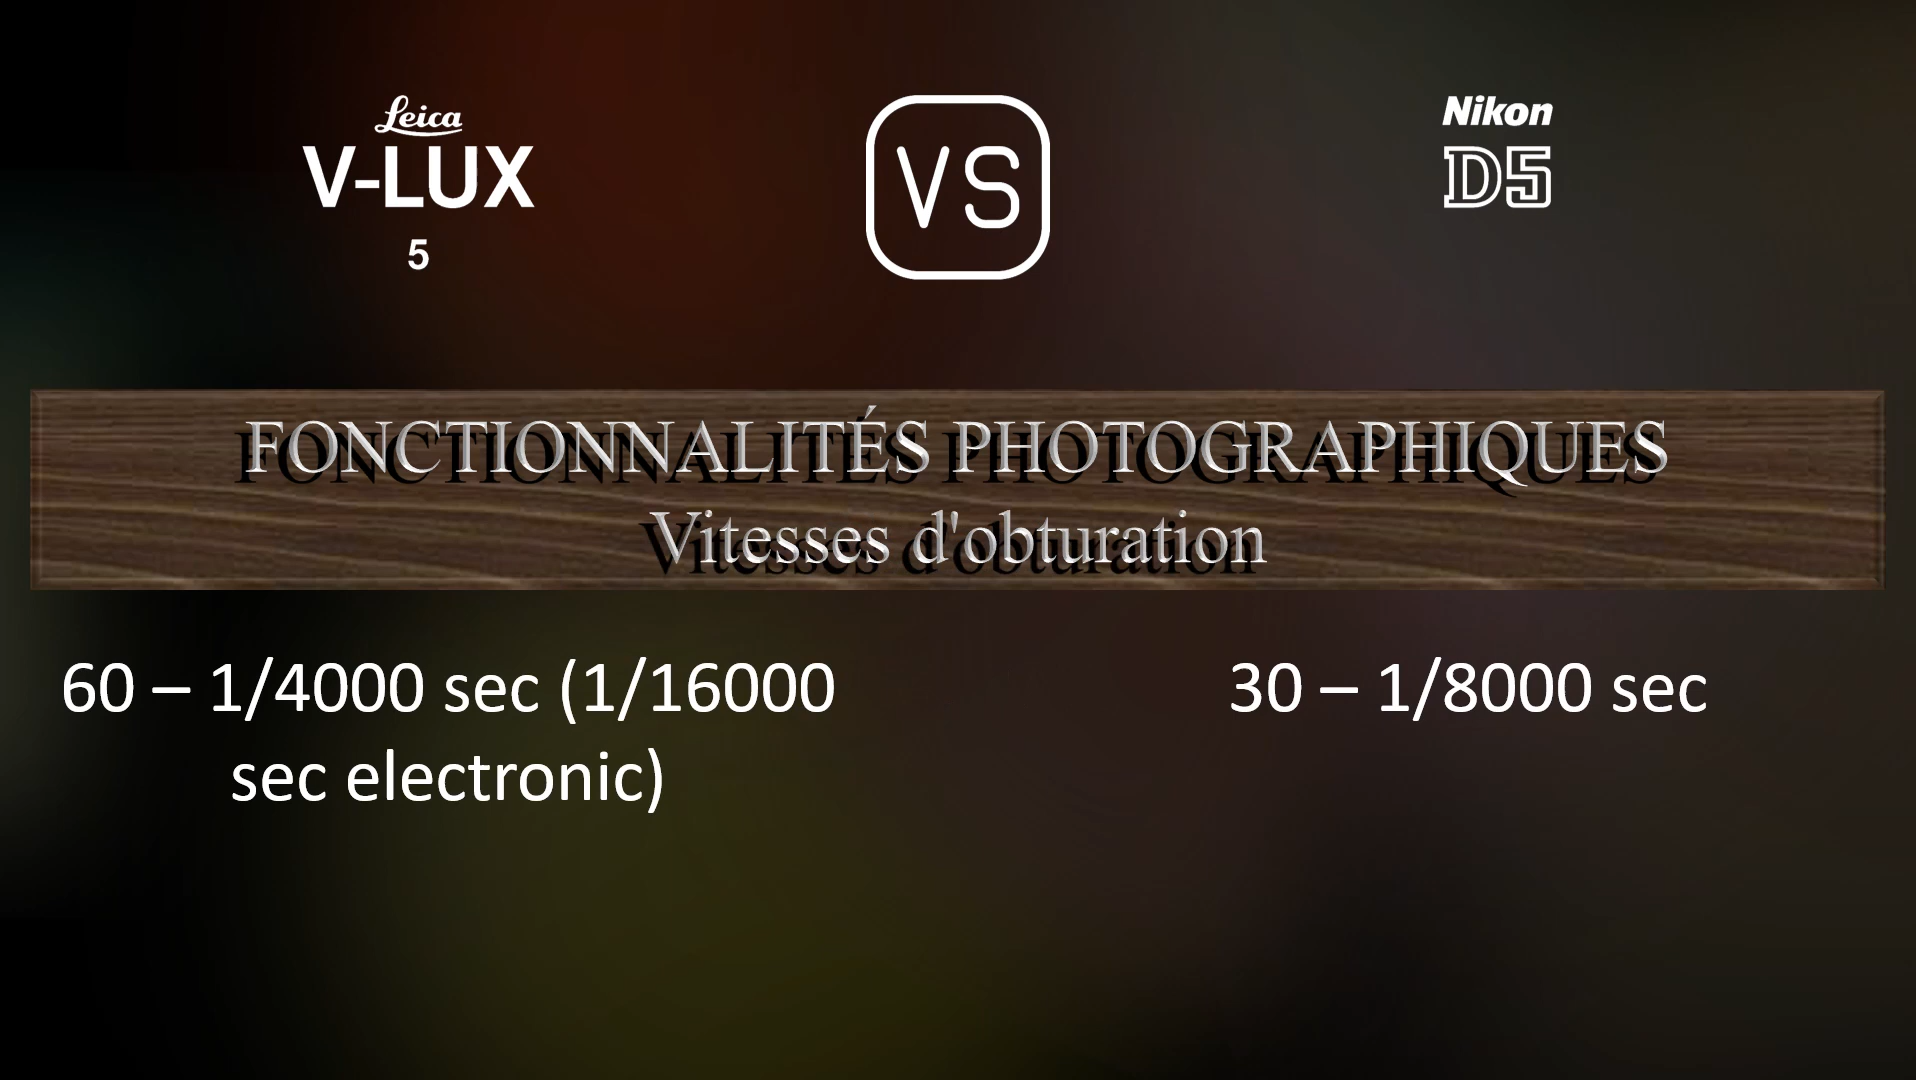 Leica
V-LUX
5
VS
Nikon
D5
FONCTIONNALITÉS PHOTOGRAPHIQUES
Vitesses d'obturation
60 – 1/4000 sec (1/16000
sec electronic)
30 – 1/8000 sec